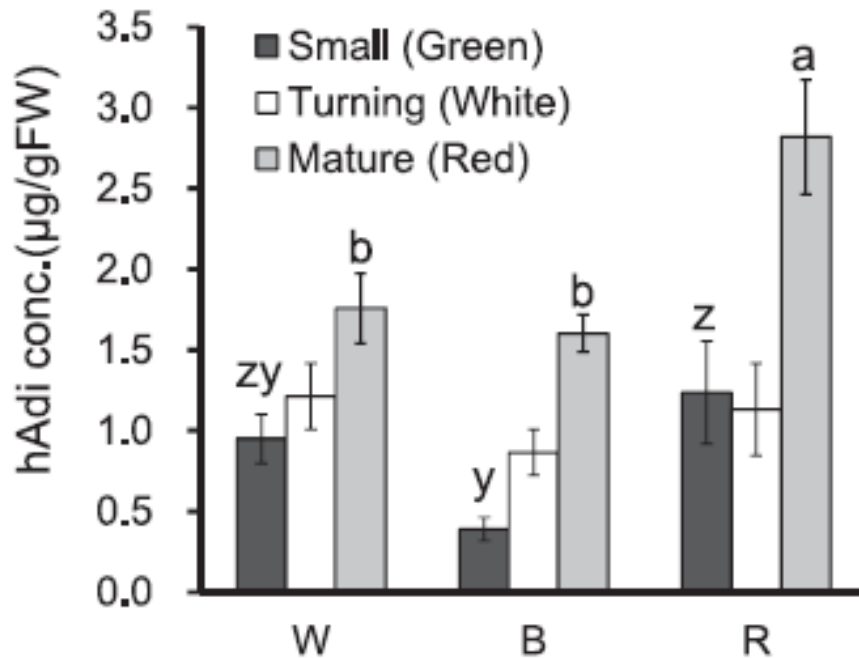 hAdi conc.(µg/gFW)
3.5
3.0
2.5
2.0
1.5
1.0
0.5
0.0
Small (Green)
Turning (White)
Mature (Red)
zy
b
y
b
z
a
W B R